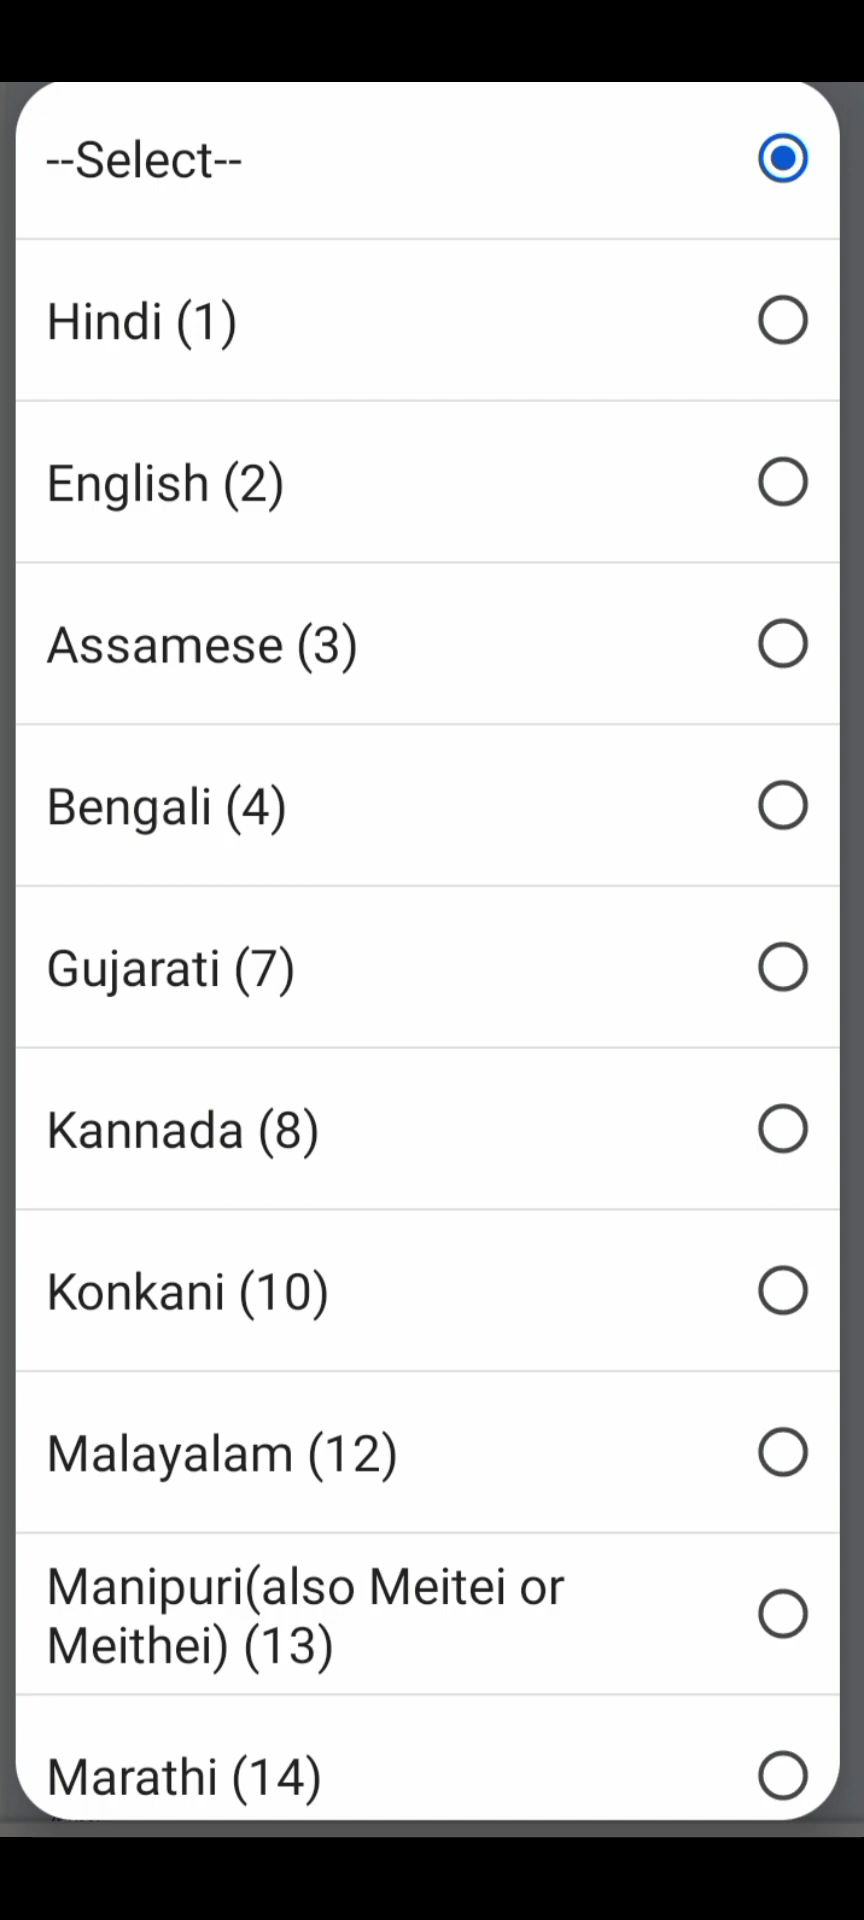 --Select--
Hindi (1)
English (2)
Assamese (3)
Bengali (4)
Gujarati (7)
Kannada (8)
Konkani (10)
Malayalam (12)
Manipuri(also Meitei or
Meithei) (13)
Marathi (14)